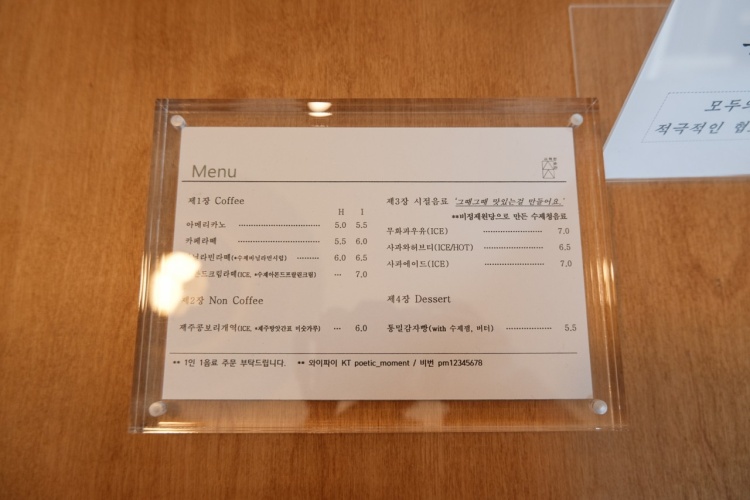 Menu
제1장 Coffee
H I
아메리카노 5.0 5.5
카페라떼 5.5 6.0
닐라빈라떼(*수제바닐라빈시럽) 6.0 6.5
몬드크림라떼(ICE, *수제아몬드프랄린크림) 7.0
제2장 Non Coffee
제주공보리개역(ICE, *제주방앗간표 미숫가루) 6.0
제3장 시절음료 '그때그때 맛있는걸 만들어요.'
**비정제원당으로 만든 수제청음료
무화과우유(ICE) 7.0
사과와허브티(ICE/HOT) 6.5
사과에이드(ICE) 7.0
제4장 Dessert
통밀감자빵(with 수제잼, 버터) 5.5
** 1인 1음료 주문 부탁드립니다. ** 와이파이 KT poetic_moment / 비번 pm12345678
모두의
적극적인 협